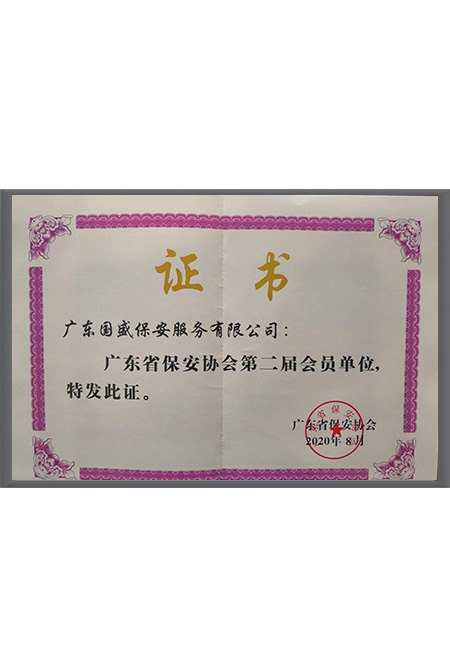 证书
广东国盛保安服务有限公司：
广东省保安协会第二届会员单位，
特发此证。
广东省保安协会
2020年8月